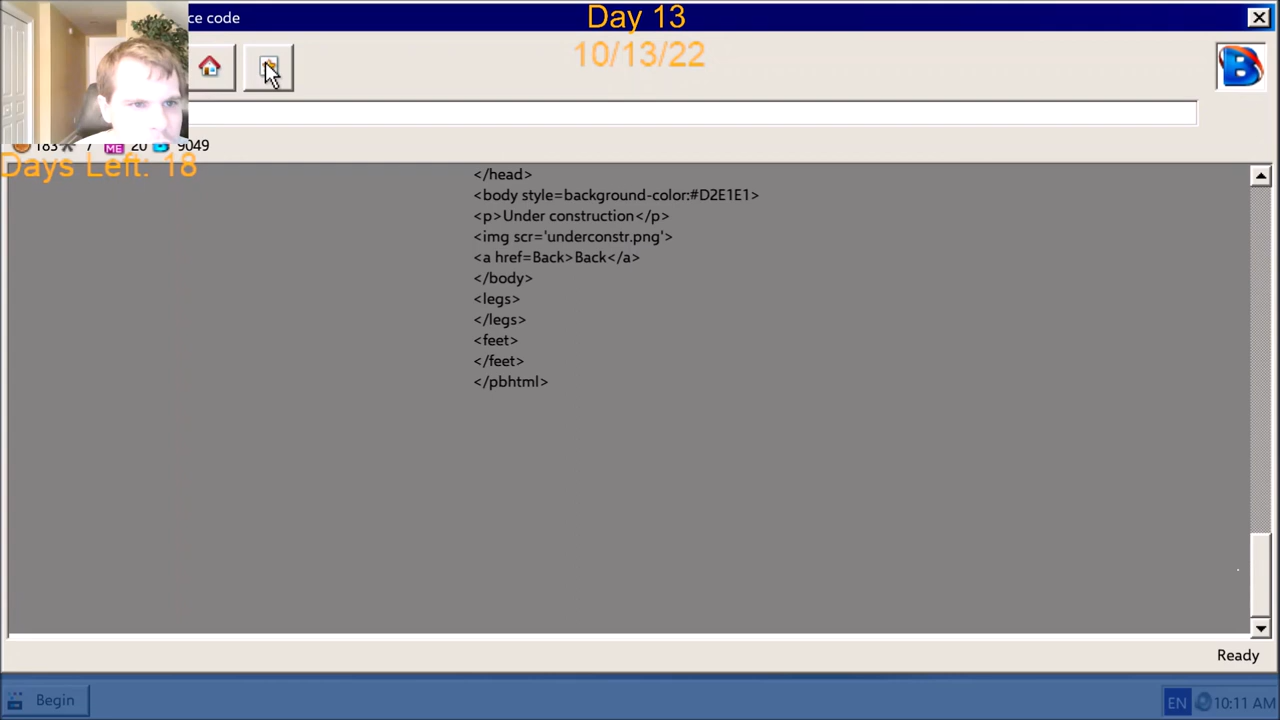 ce code
Day 13
10/13/22
183 7 ME 20 9049
Days Left: 18
</head>
<body style=background-color:#D2E1E1>
<p>Under construction</p>
<img scr='underconstr.png'>
<a href=Back>Back</a>
</body>
<legs>
</legs>
<feet>
</feet>
</pbhtml>
Ready
Begin
EN 10:11 AM